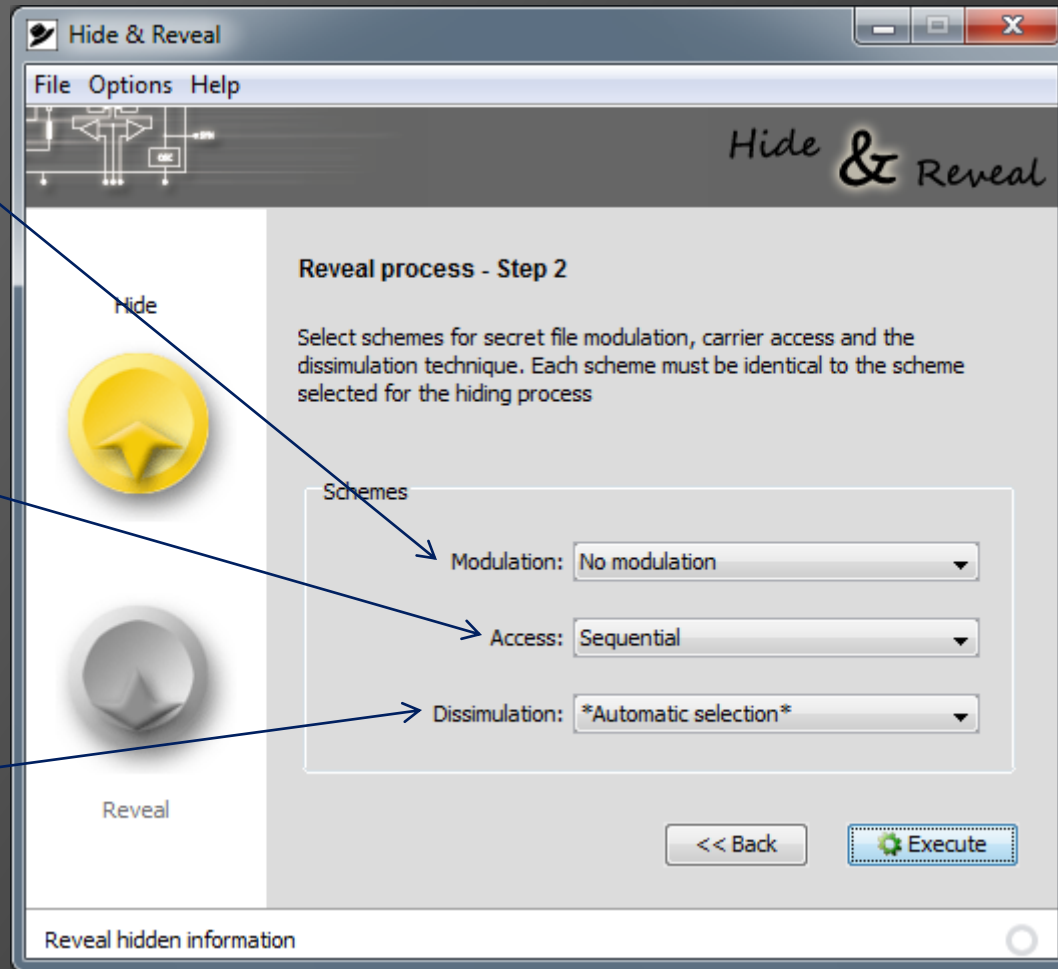 Hide & Reveal
File Options Help
Hide & Reveal
Hide
Reveal process - Step 2
Select schemes for secret file modulation, carrier access and the
dissimulation technique. Each scheme must be identical to the scheme
selected for the hiding process
Schemes
Modulation: No modulation
Access: Sequential
Dissimulation: *Automatic selection*
Reveal
<< Back
Execute
Reveal hidden information